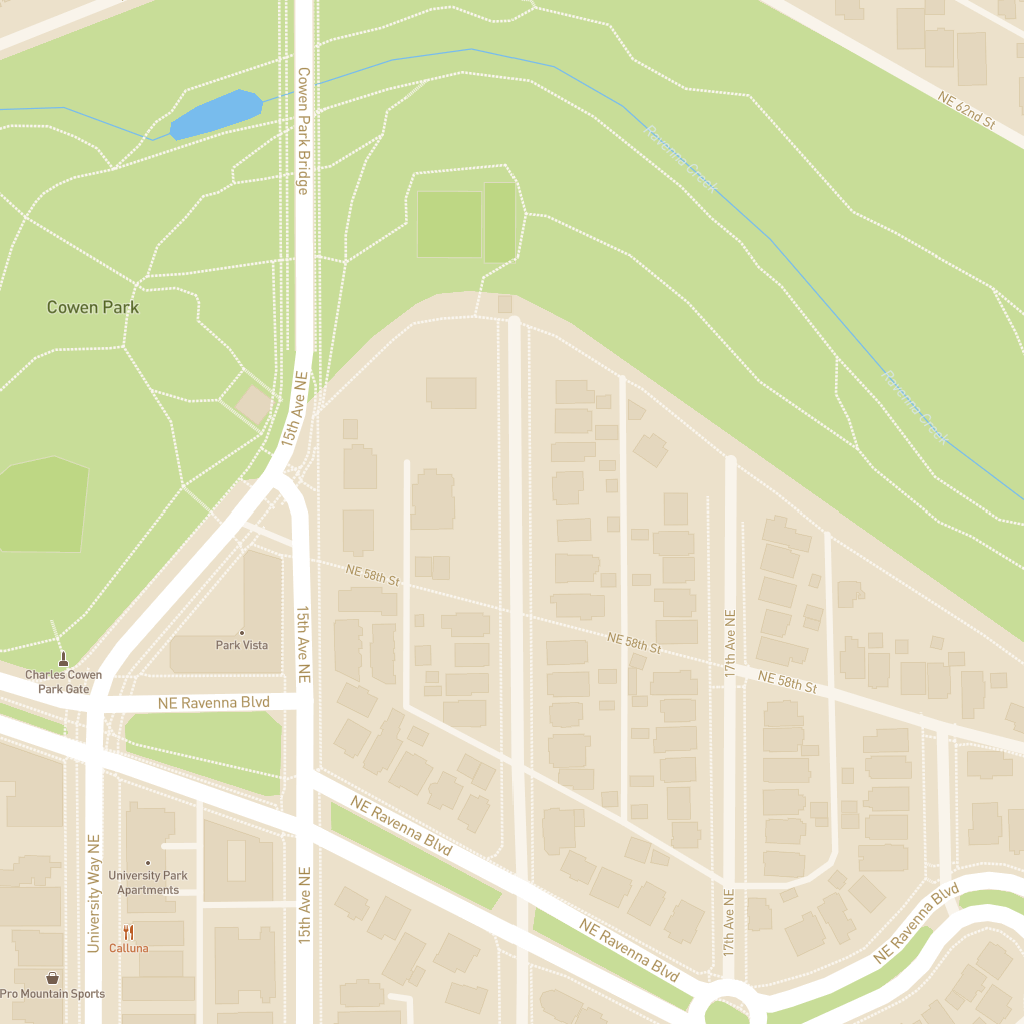 Cowen Park Bridge
NE 62nd St
Ravenna Creek
Cowen Park
15th Ave NE
Ravenna Creek
NE 58th St
15th Ave NE
Park Vista
NE 58th St
17th Ave NE
NE 58th St
Charles Cowen
Park Gate
NE Ravenna Blvd
NE Ravenna Blvd
University Way NE
University Park
Apartments
15th Ave NE
Calluna
Pro Mountain Sports
NE Ravenna Blvd
17th Ave NE
NE Ravenna Blvd